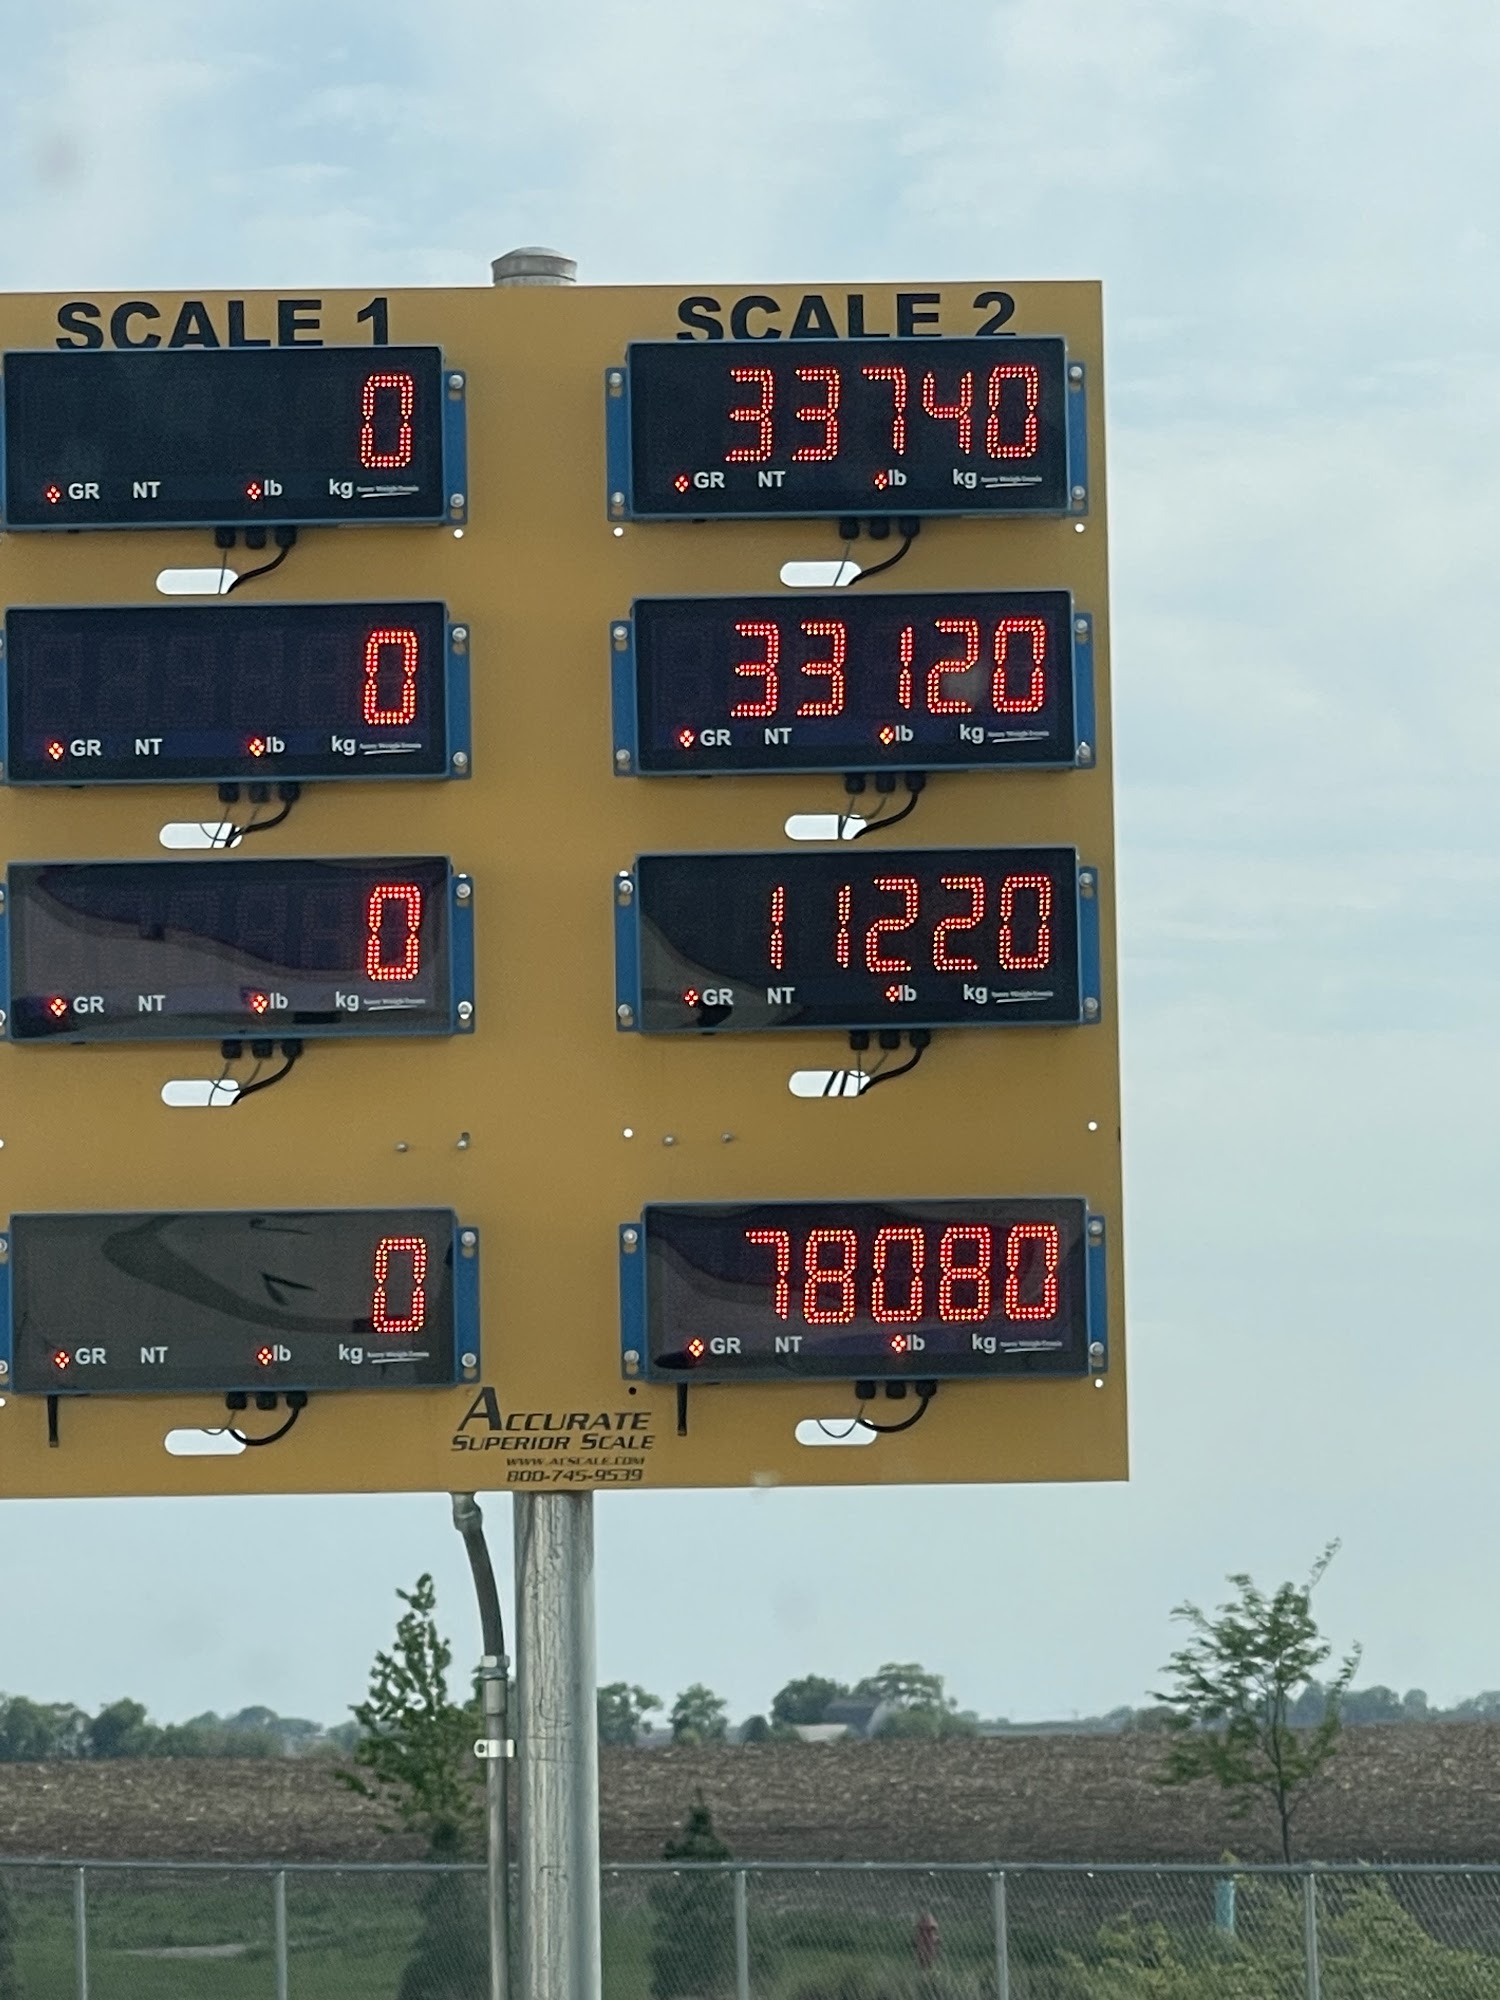 SCALE 1
SCALE 2
0
33740
GR NT lb kg
GR NT lb kg
0
33120
GR NT lb kg
GR NT lb kg
0
11220
GR NT lb kg
GR NT lb kg
0
78080
GR NT lb kg
GR NT lb kg
ACCURATE
SUPERIOR SCALE
WWW.ACSCALE.COM
800-745-9539